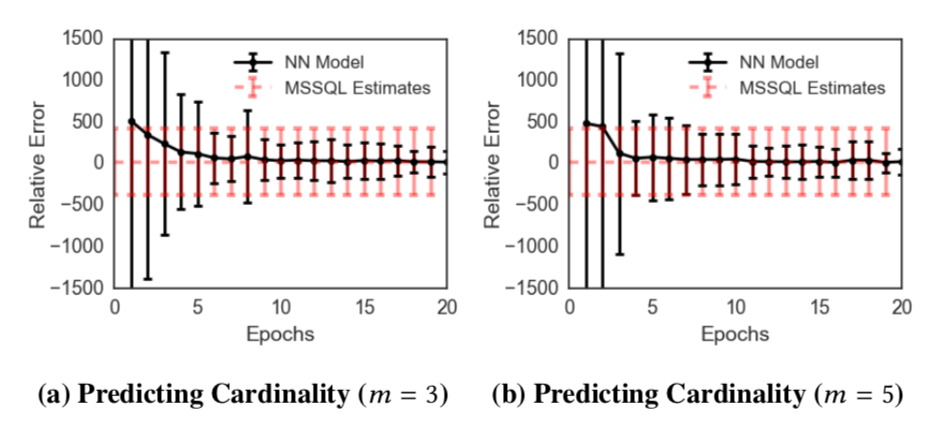 1500
1000
500
0
−500
−1000
−1500
Relative Error
NN Model
MSSQL Estimates
0 5 10 15 20
Epochs
(a) Predicting Cardinality (m = 3)
1500
1000
500
0
−500
−1000
−1500
Relative Error
NN Model
MSSQL Estimates
0 5 10 15 20
Epochs
(b) Predicting Cardinality (m = 5)